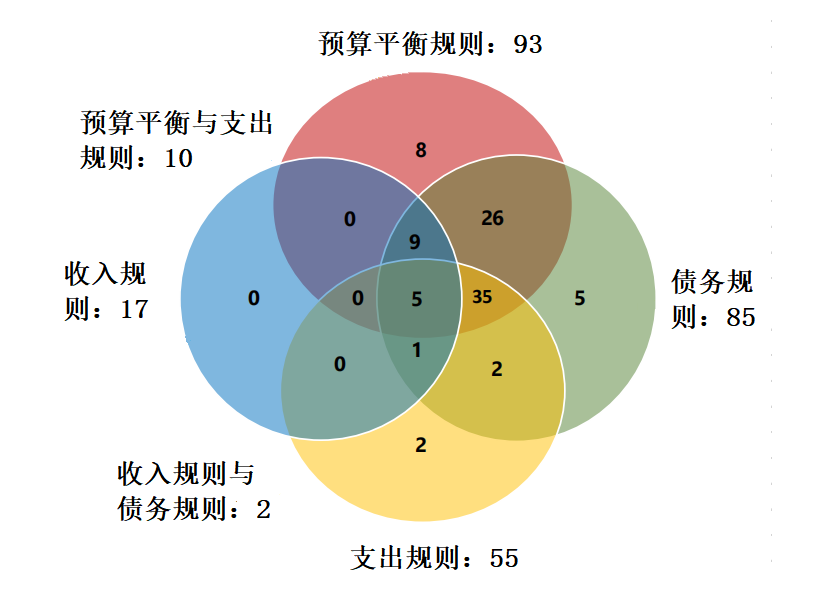 预算平衡规则：93
预算平衡与支出
规则：10
8
0
26
9
收入规
则：17
0
0
5
35
5
债务规
则：85
0
1
2
2
收入规则与
债务规则：2
支出规则：55